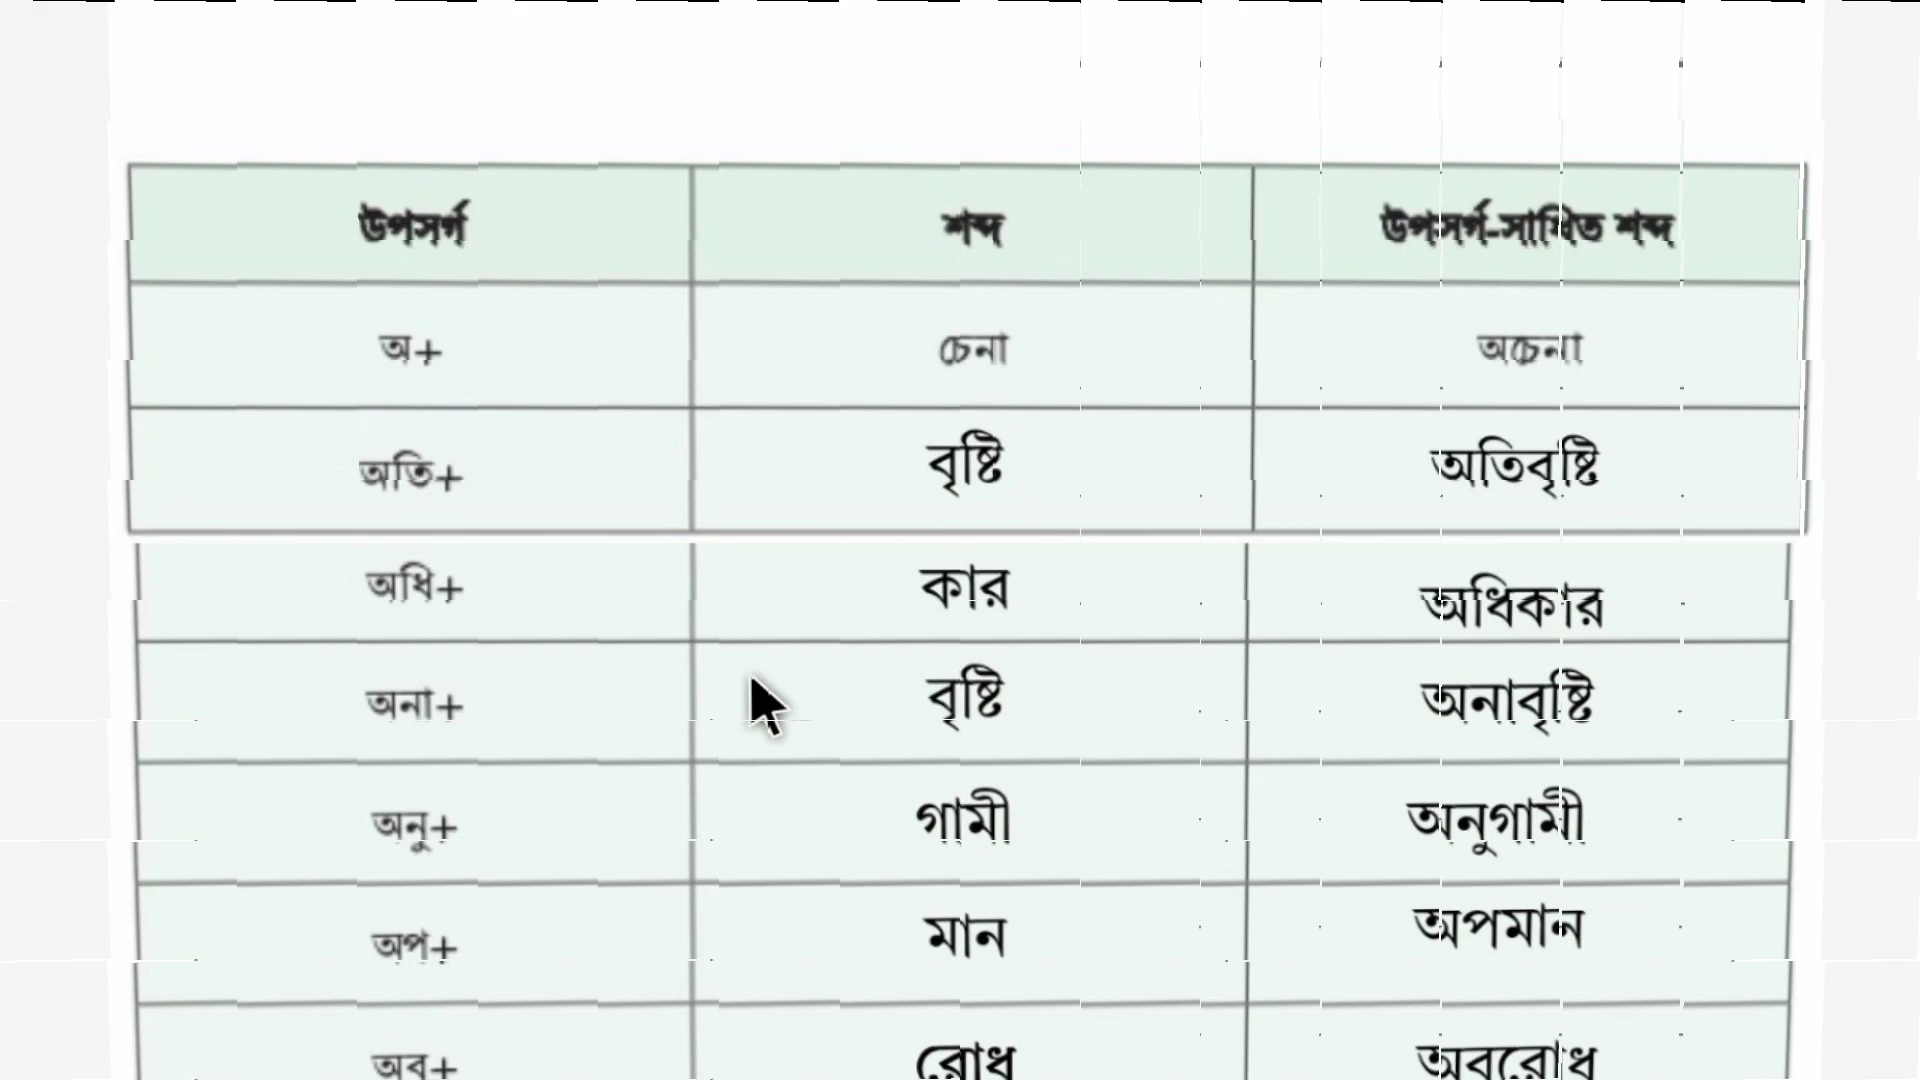 উপসর্গ শব্দ উপসর্গ-সাধিত শব্দ
অ+ চেনা অচেনা
অতি+ বৃষ্টি অতিবৃষ্টি
অধি+ কার অধিকার
অনা+ বৃষ্টি অনাবৃষ্টি
অনু+ গামী অনুগামী
অপ+ মান অপমান
অব+ রোধ অবরোধ